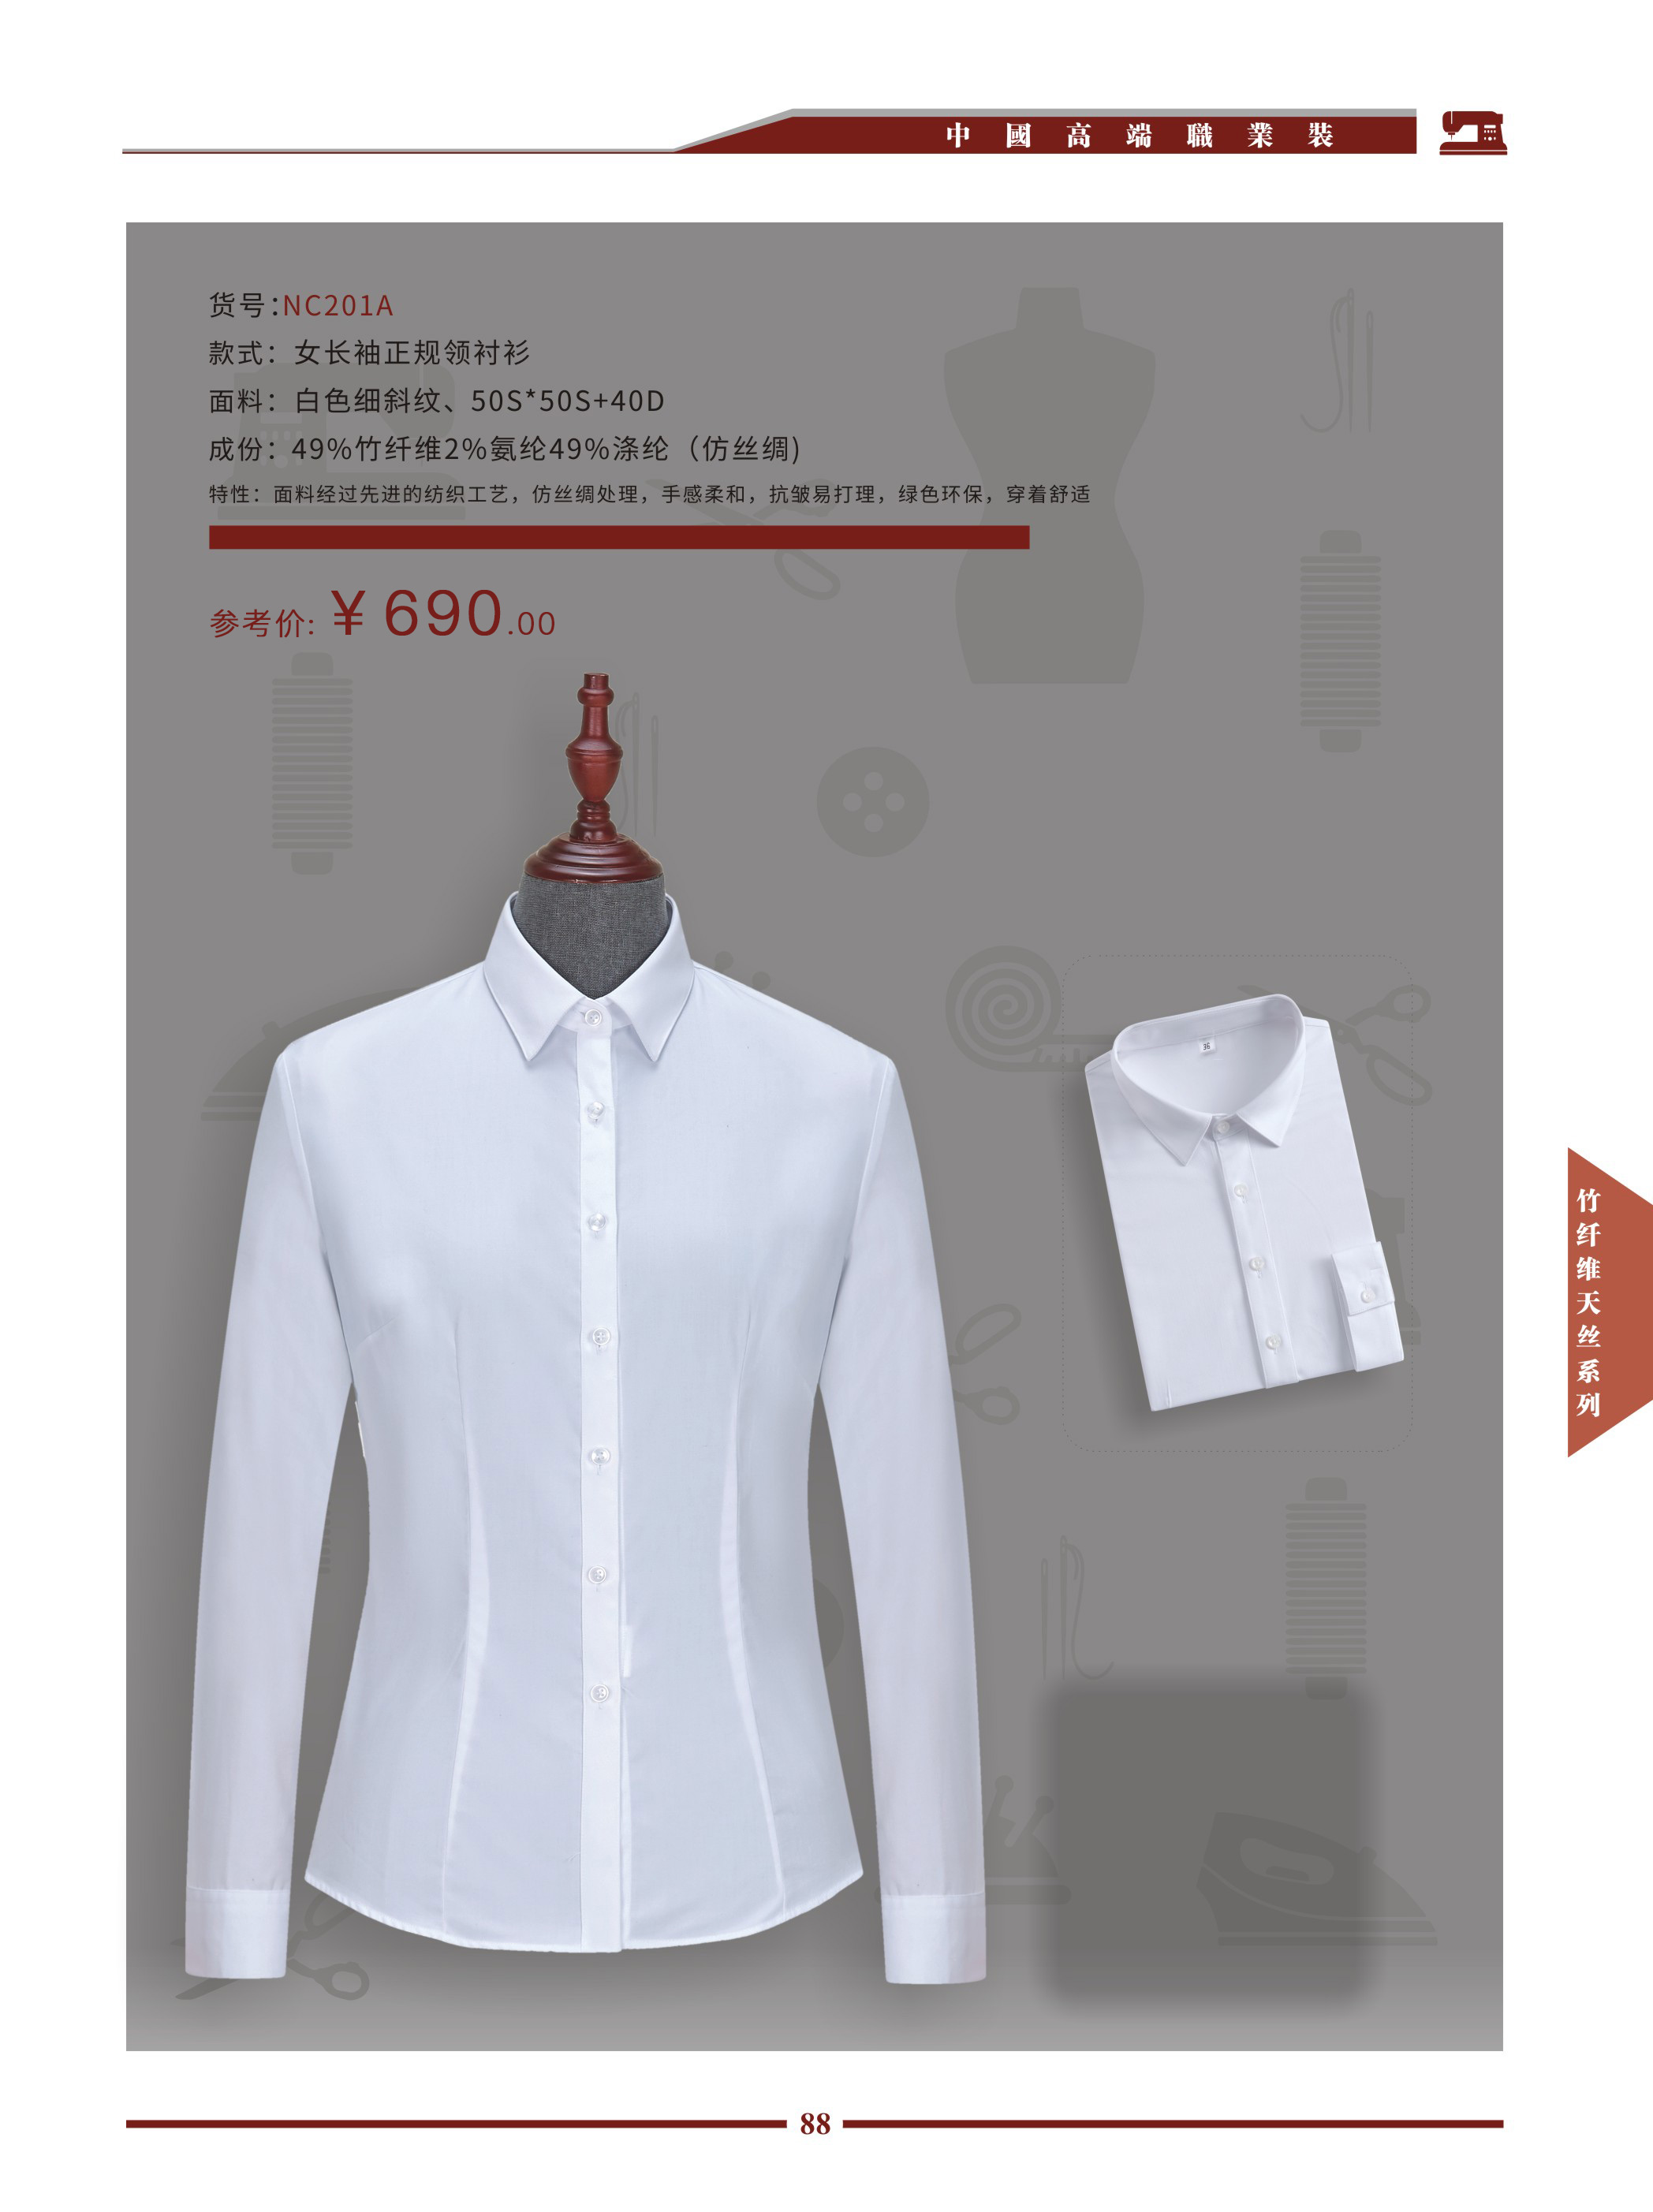 中國高端職業裝
货号:NC201A
款式：女长袖正规领衬衫
面料：白色细斜纹、50S*50S+40D
成份：49%竹纤维2%氨纶49%涤纶（仿丝绸)
特性：面料经过先进的纺织工艺，仿丝绸处理，手感柔和，抗皱易打理，绿色环保，穿着舒适
参考价: ¥ 690.00
36
竹纤维天丝系列
88